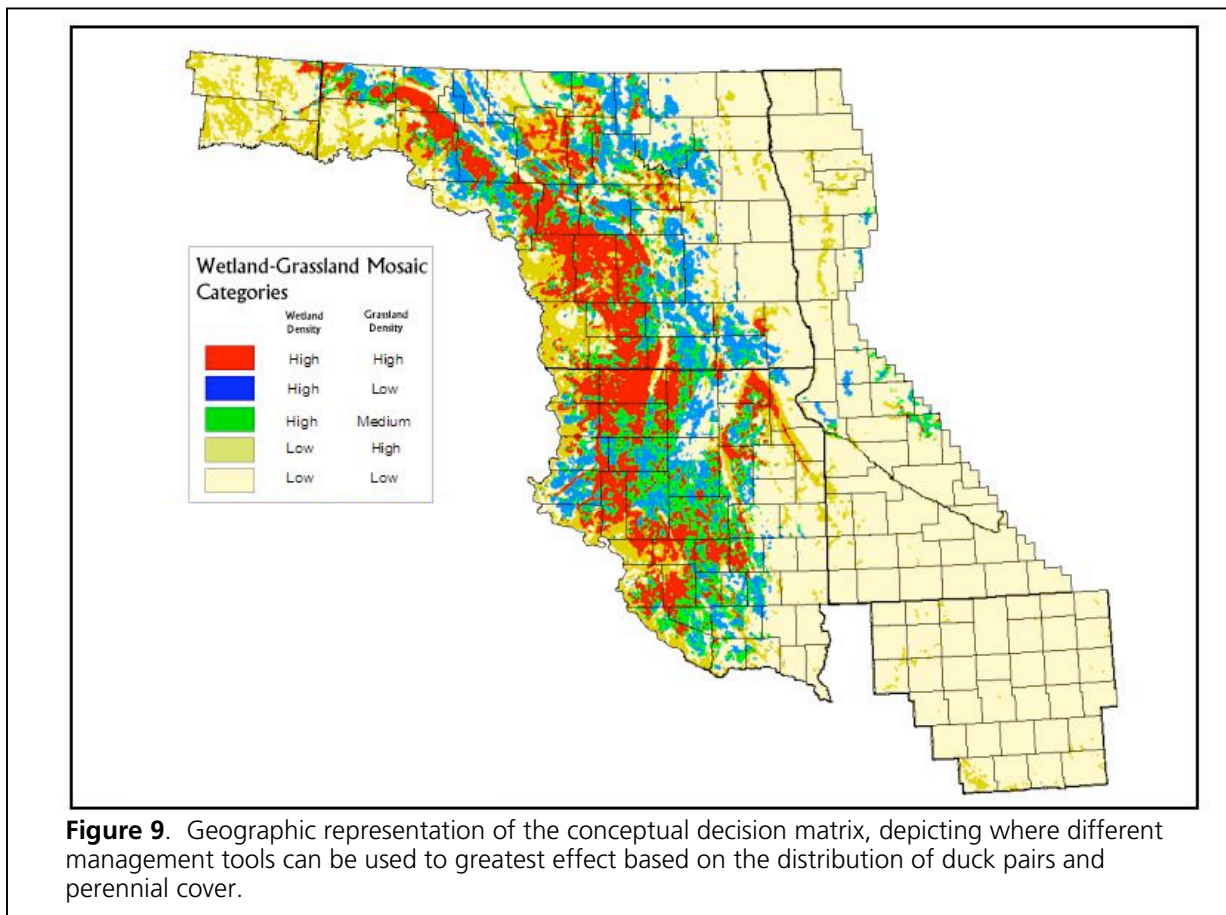 Wetland-Grassland Mosaic
Categories
Wetland Density Grassland Density
High High
High Low
High Medium
Low High
Low Low
Figure 9. Geographic representation of the conceptual decision matrix, depicting where different
management tools can be used to greatest effect based on the distribution of duck pairs and
perennial cover.